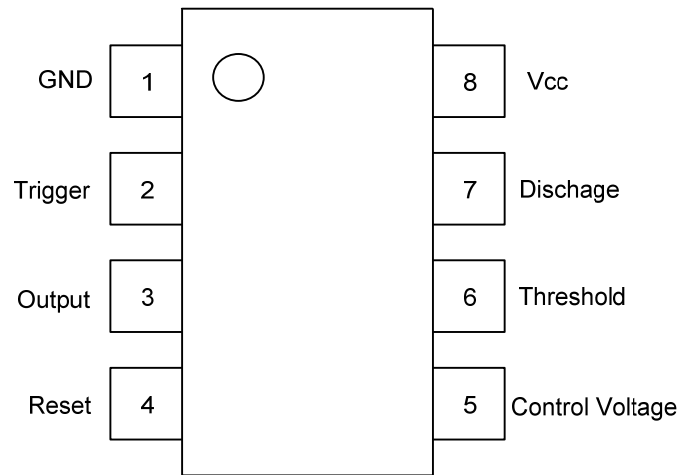 GND 1 8 Vcc
Trigger 2 7 Dischage
Output 3 6 Threshold
Reset 4 5 Control Voltage